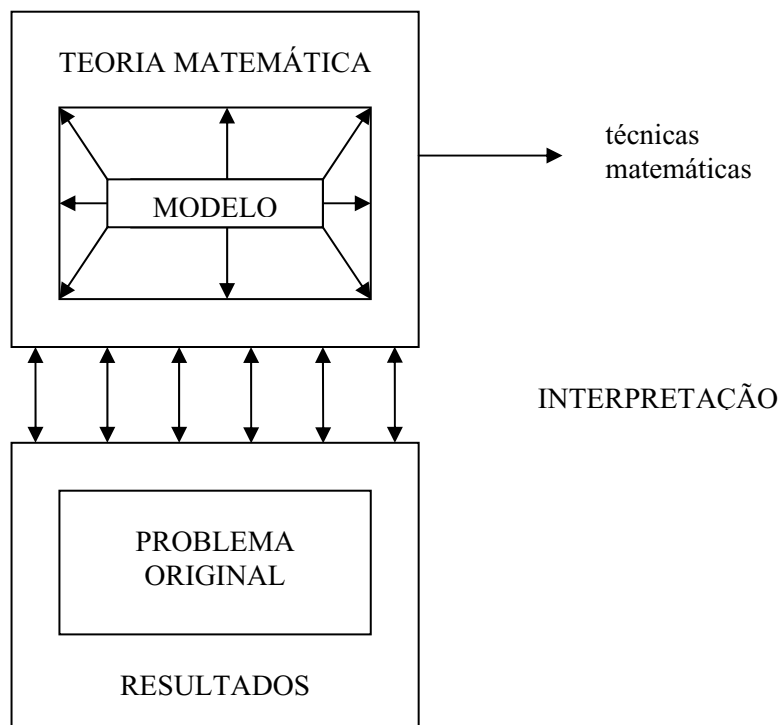 TEORIA MATEMÁTICA
técnicas
matemáticas
MODELO
INTERPRETAÇÃO
PROBLEMA
ORIGINAL
RESULTADOS